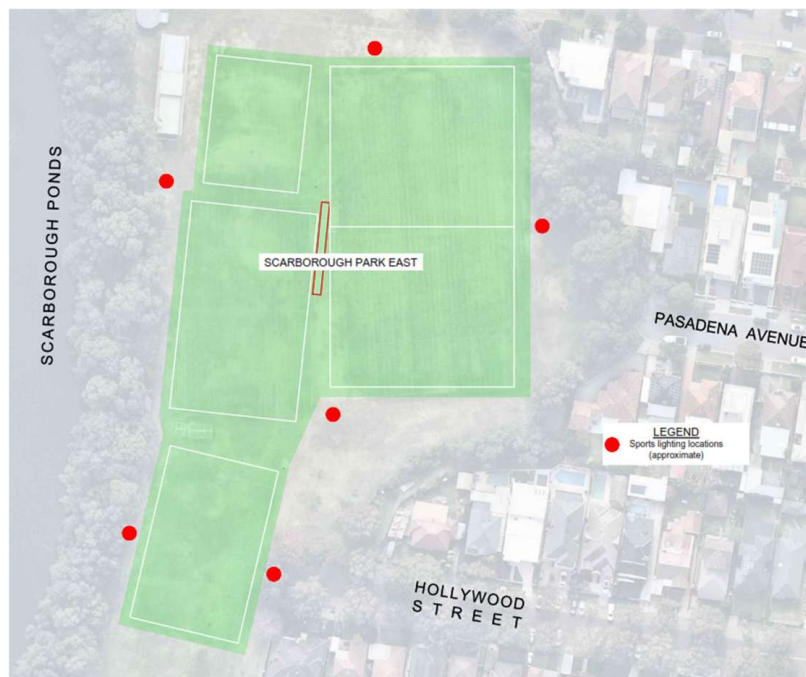 SCARBOROUGH PONDS
SCARBOROUGH PARK EAST
PASADENA AVENUE
LEGEND
Sports lighting locations
(approximate)
HOLLYWOOD
STREET